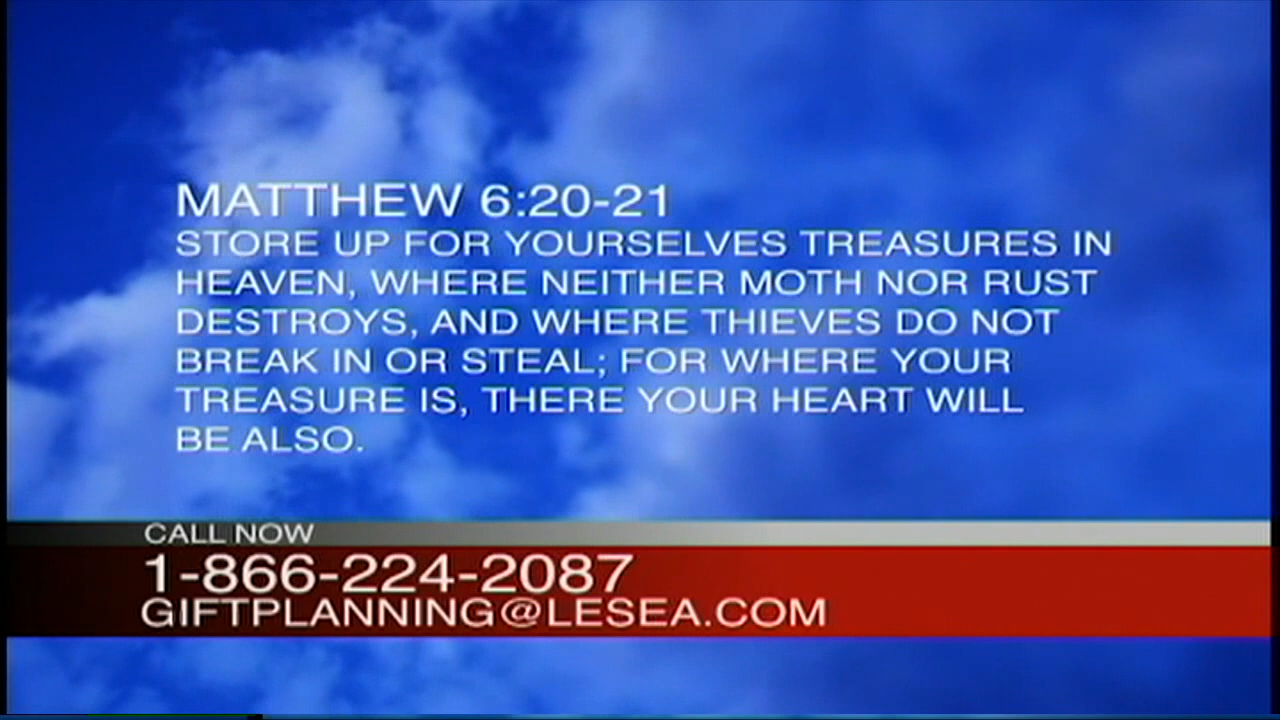 MATTHEW 6:20-21
STORE UP FOR YOURSELVES TREASURES IN
HEAVEN, WHERE NEITHER MOTH NOR RUST
DESTROYS, AND WHERE THIEVES DO NOT
BREAK IN OR STEAL; FOR WHERE YOUR
TREASURE IS, THERE YOUR HEART WILL
BE ALSO.
CALL NOW
1-866-224-2087
GIFTPLANNING@LESEA.COM